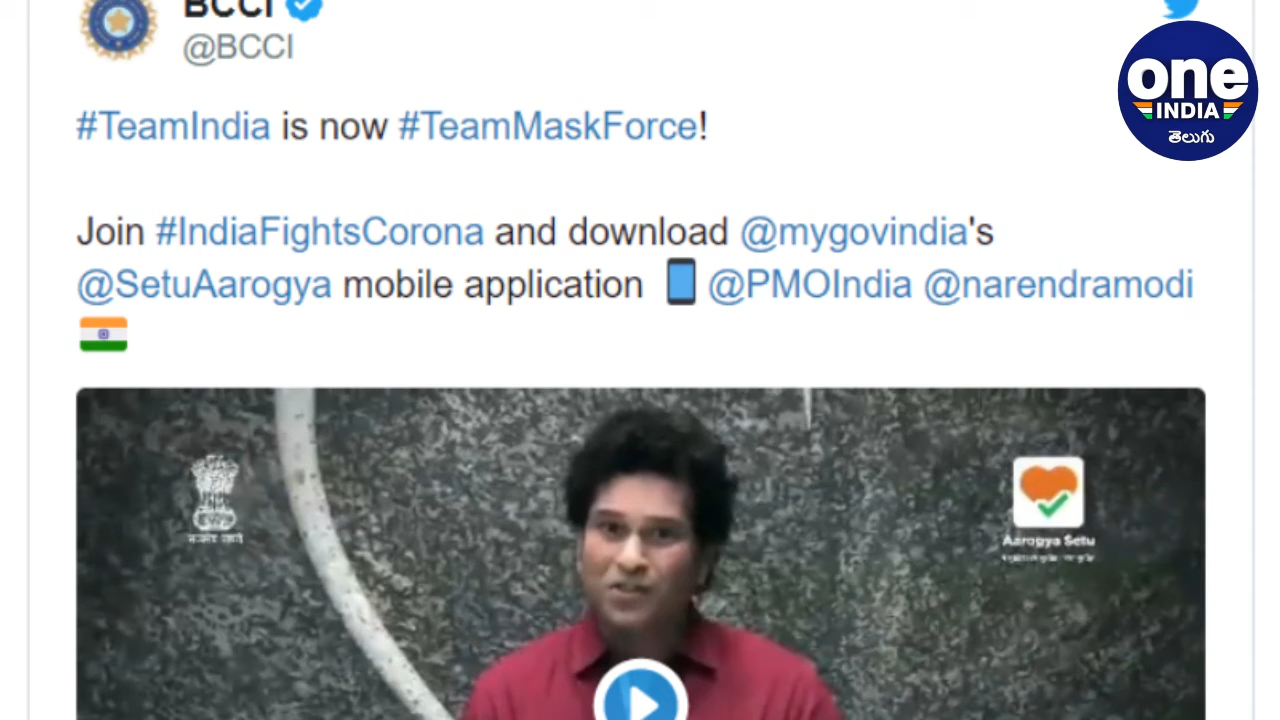 BCCI
@BCCI
one
INDIA
తెలుగు
#TeamIndia is now #TeamMaskForce!
Join #IndiaFightsCorona and download @mygovindia's
@SetuAarogya mobile application @PMOIndia @narendramodi
Aarogya Setu